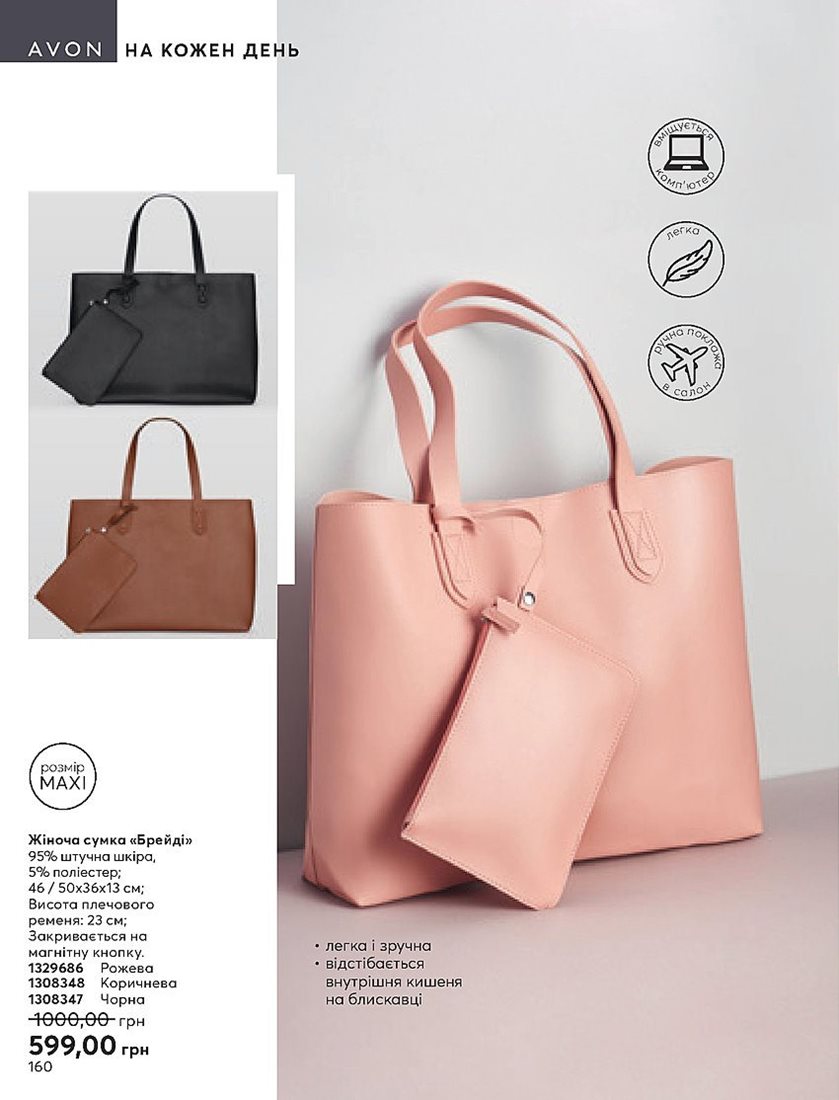 AVON НА КОЖЕН ДЕНЬ
вміщується
комп'ютер
легка
ручна поклажа
в салон
розмір
MAXI
Жіноча сумка «Брейді»
95% штучна шкіра,
5% поліестер;
46 / 50x36x13 см;
Висота плечового
ременя: 23 см;
Закривається на
магнітну кнопку.
1329686 Рожева
1308348 Коричнева
1308347 Чорна
1000,00 грн
599,00 грн
160
• легка і зручна
• відстібається
внутрішня кишеня
на блискавці